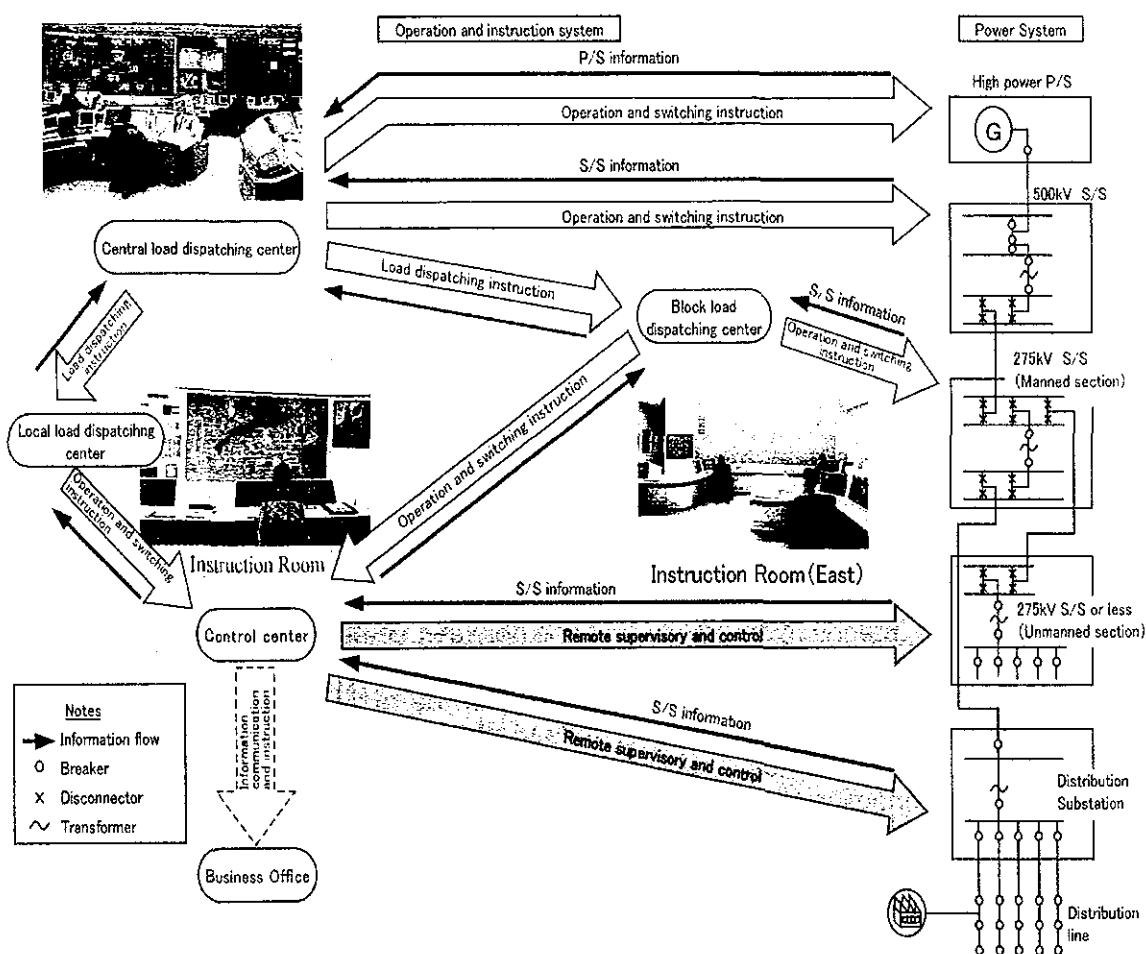 Operation and instruction system
Power System
P/S information
High power P/S
Operation and switching instruction
G
S/S information
500kV S/S
Operation and switching instruction
Central load dispatching center
Load dispatching instruction
Block load
dispatching center
S/S information
Operation and switching
instruction
Load dispatching
instruction
275kV S/S
(Manned section)
Local load dispatcihng
center
Operation and switching instruction
Operation and switching
instruction
Instruction Room
Instruction Room(East)
S/S information
275kV S/S or less
(Unmanned section)
Control center
Remote supervisory and control
Notes
Information flow
Breaker
Disconnector
Transformer
Information
communication
and instruction
S/S information
Remote supervisory and control
Distribution
Substation
Business Office
Distribution
line